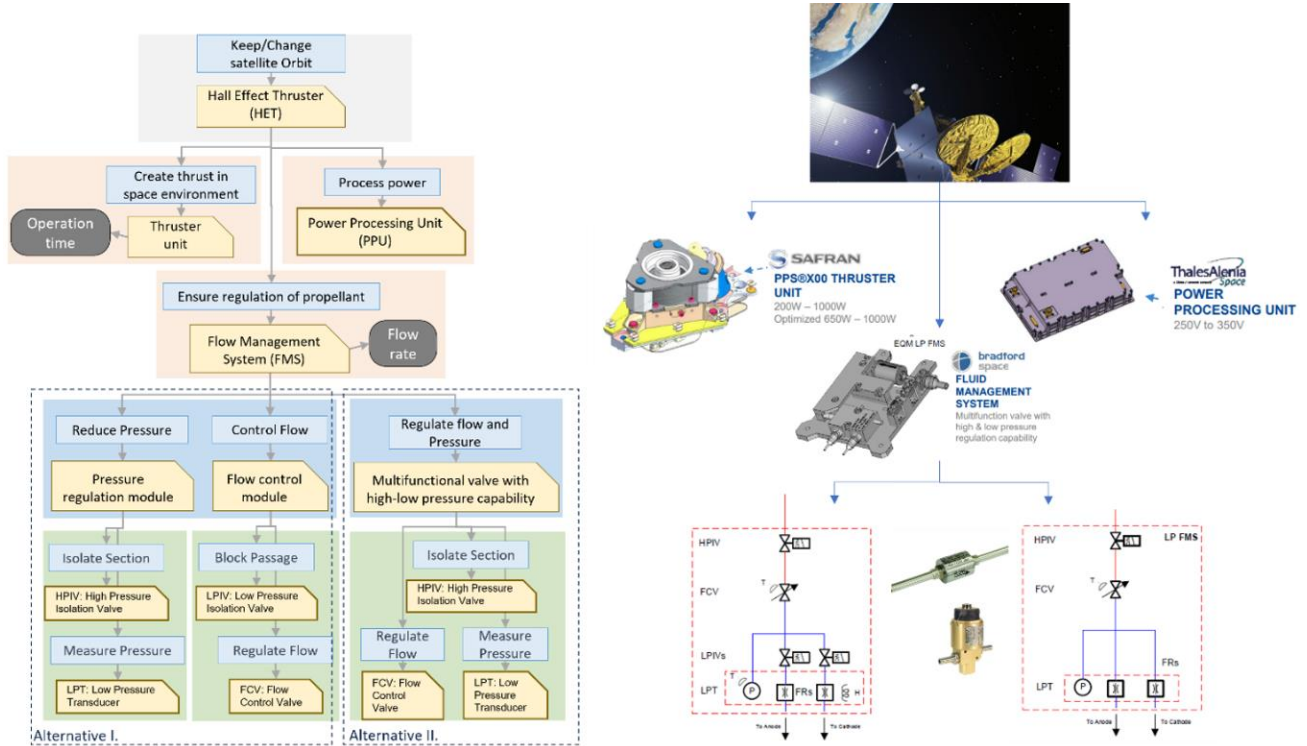 Keep/Change
satellite Orbit
Hall Effect Thruster
(HET)
Create thrust in
space environment
Process power
Operation
time
Thruster
unit
Power Processing Unit
(PPU)
Ensure regulation of propellant
Flow Management
System (FMS)
Flow
rate
Reduce Pressure
Control Flow
Regulate flow and
Pressure
Pressure
regulation module
Flow control
module
Multifunctional valve with
high-low pressure capability
Isolate Section
Block Passage
Isolate Section
HPIV: High Pressure
Isolation Valve
LPIV: Low Pressure
Isolation Valve
HPIV: High Pressure
Isolation Valve
Measure Pressure
Regulate Flow
Regulate
Flow
Measure
Pressure
LPT: Low Pressure
Transducer
FCV: Flow
Control Valve
FCV: Flow
Control
Valve
LPT: Low
Pressure
Transducer
Alternative I.
Alternative II.
SAFRAN
PPS®X00 THRUSTER
UNIT
200W – 1000W
Optimized 650W – 1000W
ThalesAlenia
Space
POWER
PROCESSING UNIT
250V to 350V
EQM LP FMS
bradford
space
FLUID
MANAGEMENT
SYSTEM
Multifunction valve with
high & low pressure
regulation capability
HPIV
FCV
T
LPIVs
LPT
T
P
FRs
H
To Anode
To Cathode
HPIV
LP FMS
FCV
T
FRs
LPT
P
To Anode
To Cathode